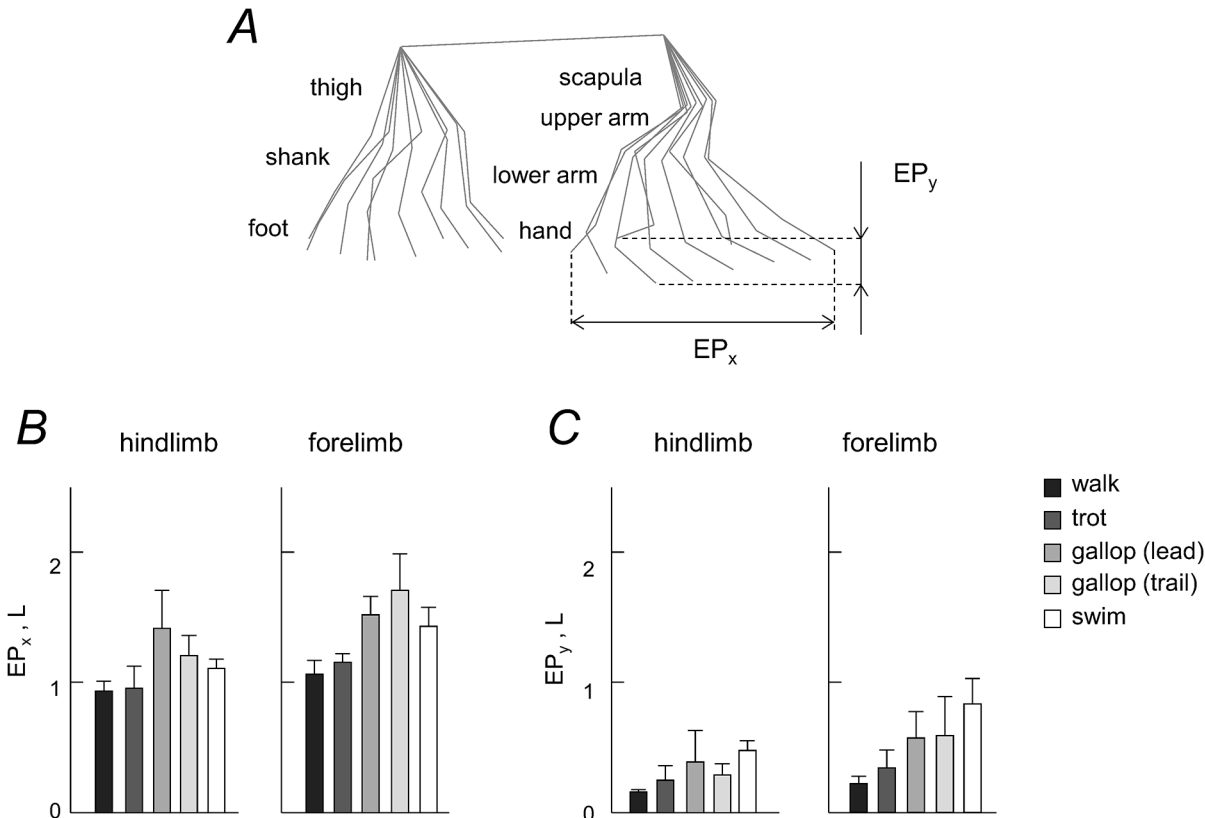 A
thigh
scapula
upper arm
shank
lower arm
EPy
foot
hand
EPx
B
hindlimb
forelimb
C
hindlimb
forelimb
walk
trot
gallop (lead)
gallop (trail)
swim
EPx , L
2
1
0
EPy , L
2
1
0